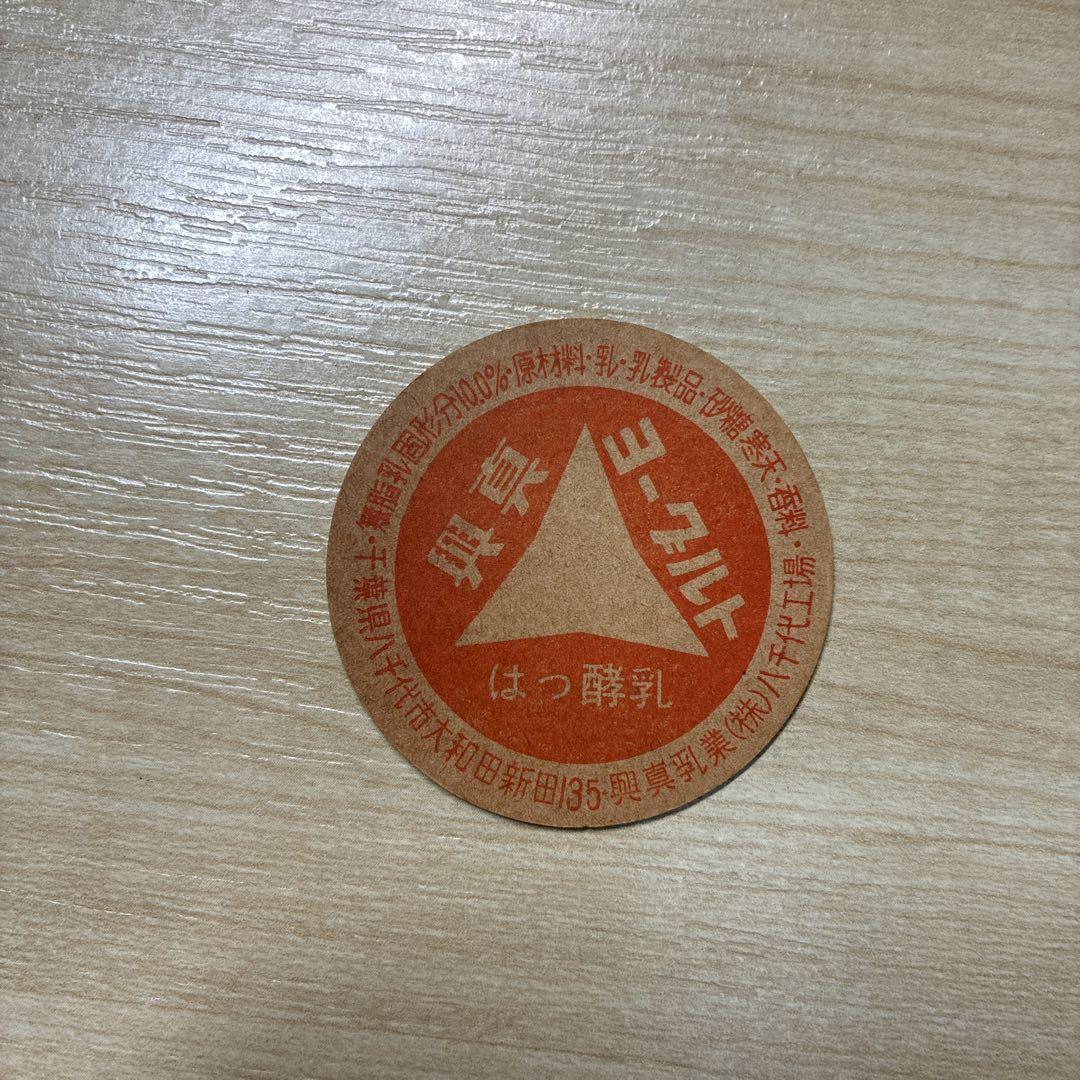 興真
ヨータルト
はっ酵乳
無脂乳固形分10.0%・原材料・乳・乳製品・砂糖寒天・香料・
千葉県八千代市大和田新田135・興真乳業(株)八千代工場・